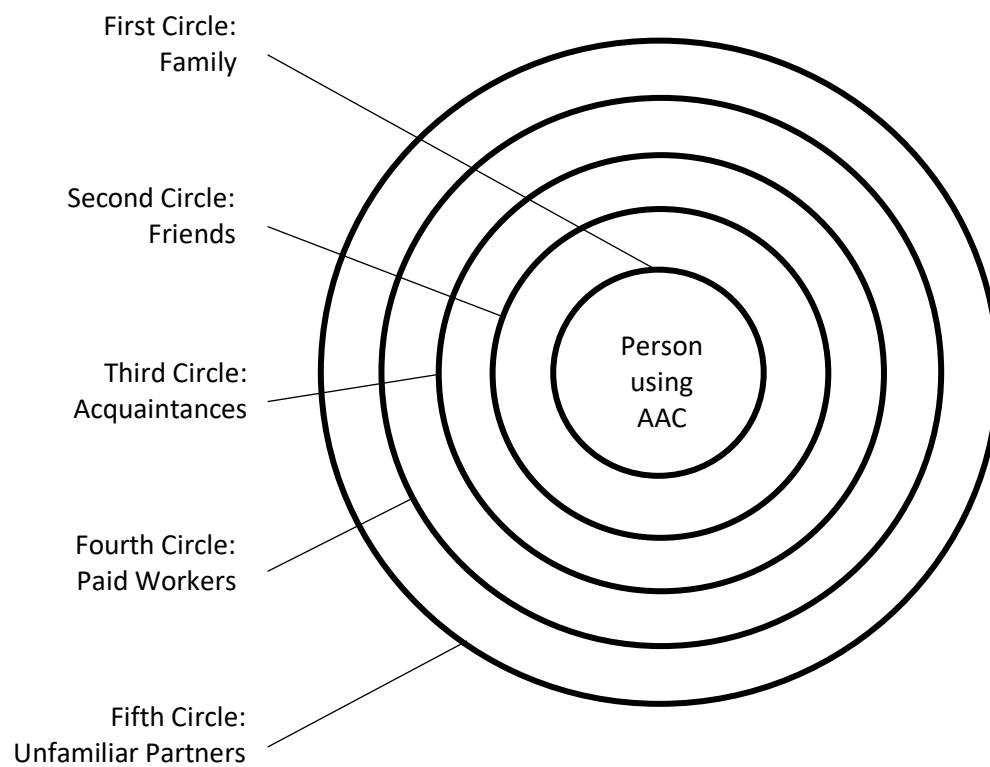 First Circle:
Family
Second Circle:
Friends
Person
using
AAC
Third Circle:
Acquaintances
Fourth Circle:
Paid Workers
Fifth Circle:
Unfamiliar Partners